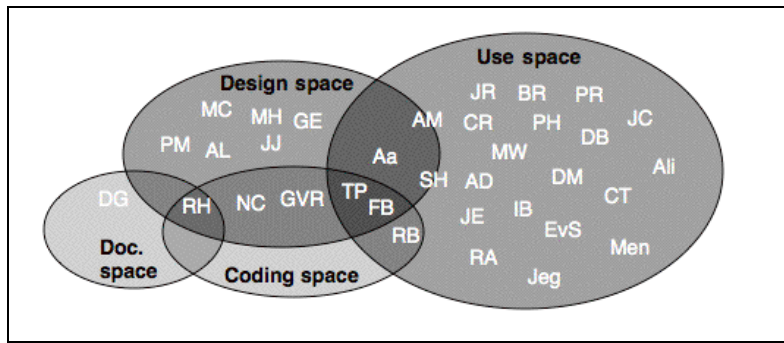 Use space
Design space
JR BR PR
MC MH GE AM CR PH DB JC
PM AL JJ MW
Aa Ali
SH AD DM CT
DG RH NC GVR TP FB
JE IB
RB EvS Men
Doc.
space
Coding space
RA Jeg